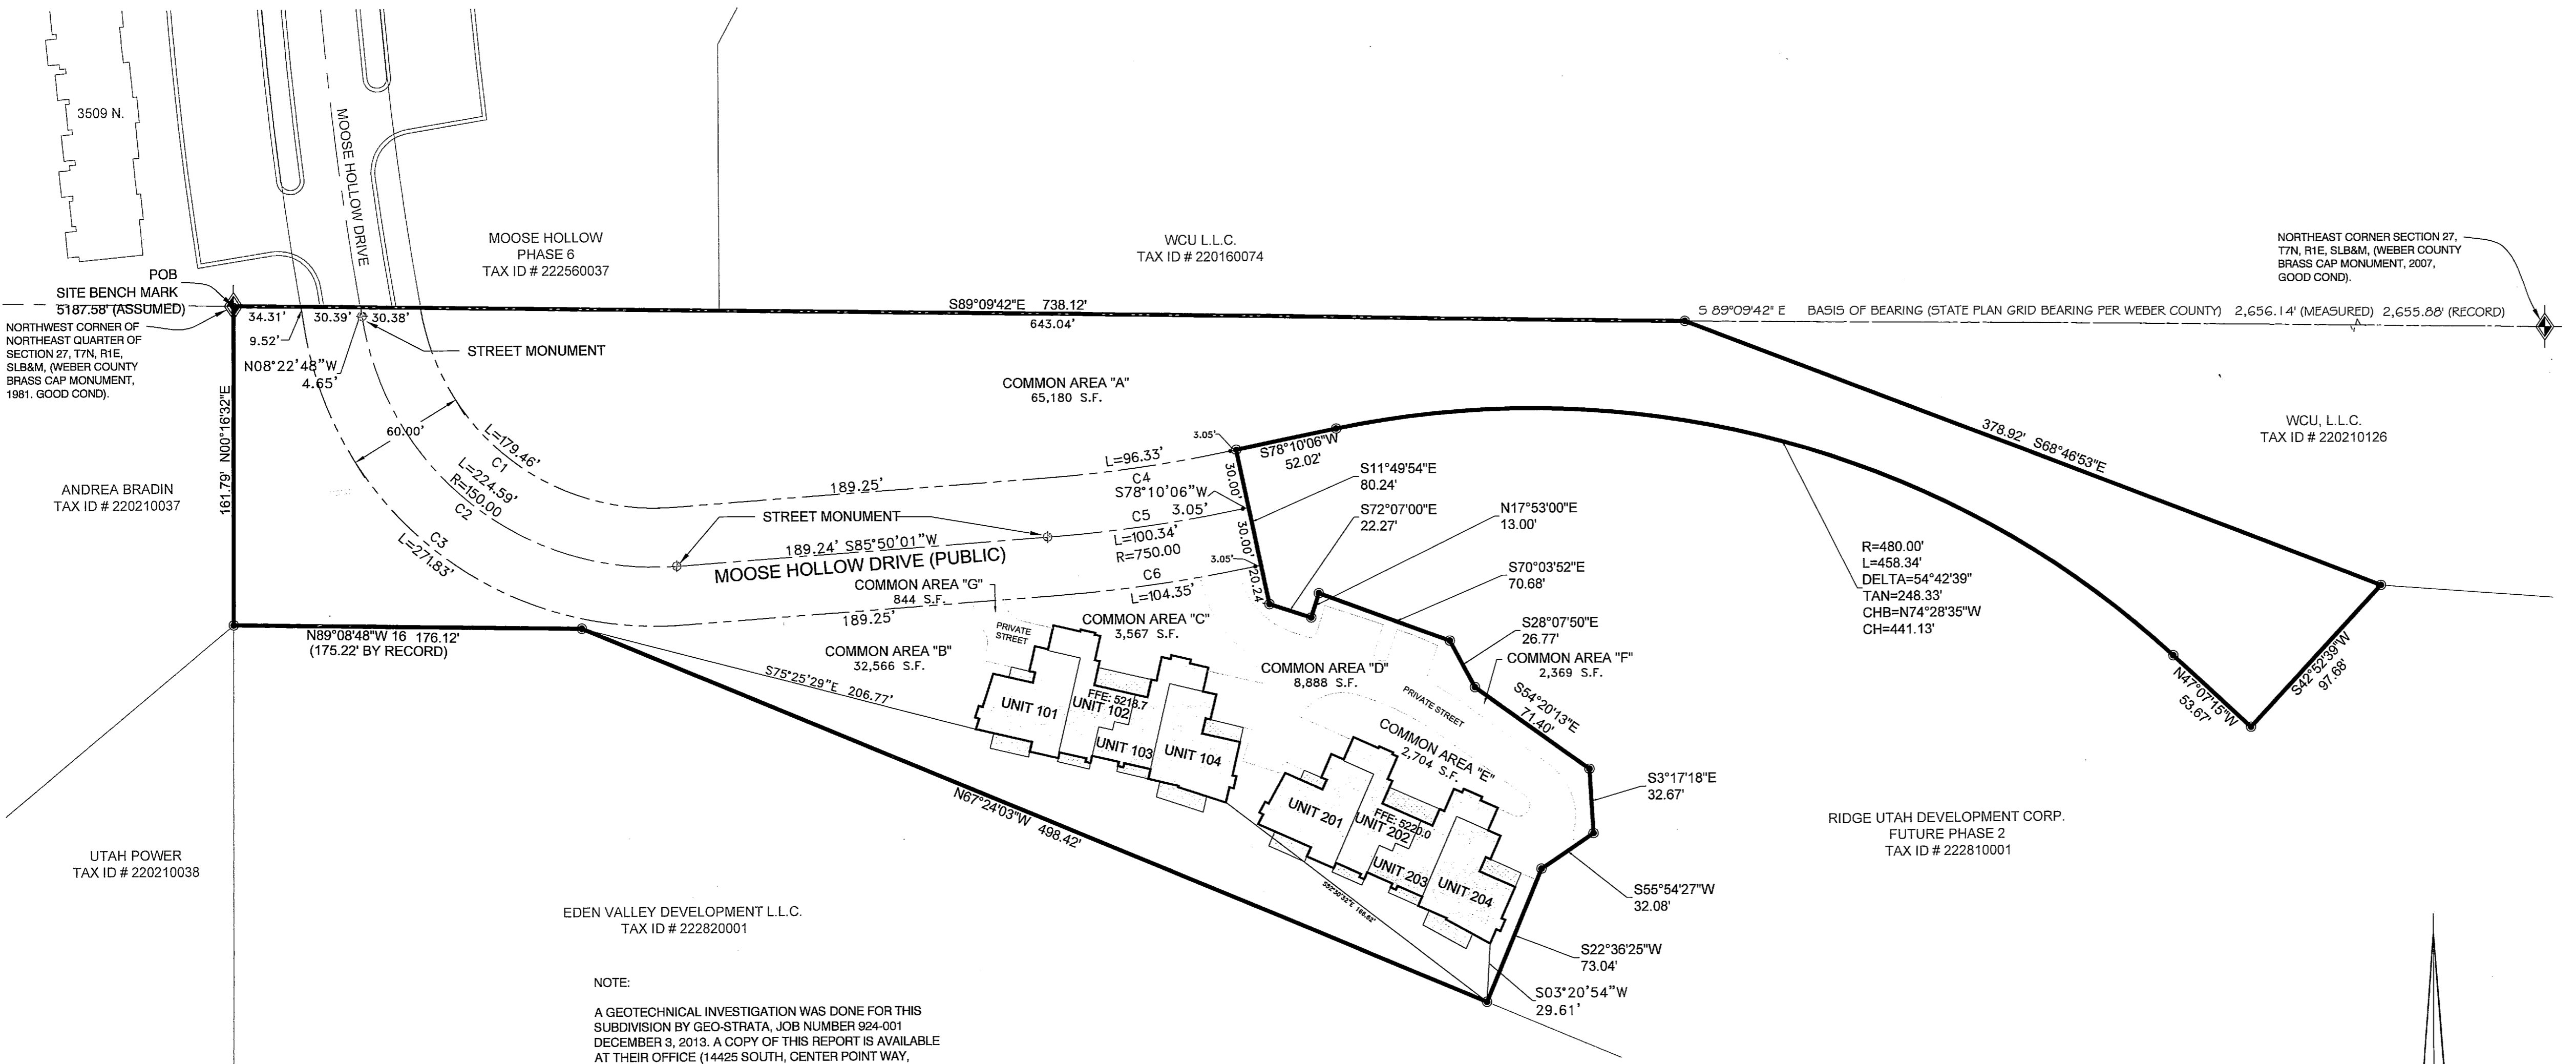 3509 N.
MOOSE HOLLOW DRIVE
MOOSE HOLLOW
PHASE 6
TAX ID # 222560037
WCU L.L.C.
TAX ID # 220160074
NORTHEAST CORNER SECTION 27,
T7N, R1E, SLB&M, (WEBER COUNTY
BRASS CAP MONUMENT, 2007,
GOOD COND).
POB
SITE BENCH MARK
5187.58' (ASSUMED)
NORTHWEST CORNER OF
NORTHEAST QUARTER OF
SECTION 27, T7N, R1E,
SLB&M, (WEBER COUNTY
BRASS CAP MONUMENT,
1981. GOOD COND).
34.31'
30.39'
30.38'
9.52'
N08°22'48"W
4.65'
STREET MONUMENT
S89°09'42"E 738.12'
643.04'
S 89°09'42" E BASIS OF BEARING (STATE PLAN GRID BEARING PER WEBER COUNTY) 2,656.14' (MEASURED) 2,655.88' (RECORD)
COMMON AREA "A"
65,180 S.F.
WCU, L.L.C.
TAX ID # 220210126
378.92' S68°46'53"E
161.79' N00°16'32"E
ANDREA BRADIN
TAX ID # 220210037
60.00'
L=179.46'
C1
L=224.59'
R=150.00
C2
C3
L=271.83'
189.25'
L=96.33'
C4
3.05'
S78°10'06"W
3.05'
30.00'
S78°10'06"W
52.02'
S11°49'54"E
80.24'
STREET MONUMENT
C5
L=100.34'
R=750.00
189.24' S85°50'01"W
MOOSE HOLLOW DRIVE (PUBLIC)
3.05'
30.00'
20.24'
C6
L=104.35'
189.25'
S72°07'00"E
22.27'
N17°53'00"E
13.00'
S70°03'52"E
70.68'
S28°07'50"E
26.77'
COMMON AREA "F"
2,369 S.F.
R=480.00'
L=458.34'
DELTA=54°42'39"
TAN=248.33'
CHB=N74°28'35"W
CH=441.13'
S42°52'39"W
97.68'
N47°07'15"W
53.67'
COMMON AREA "G"
844 S.F.
PRIVATE
STREET
COMMON AREA "C"
3,567 S.F.
COMMON AREA "B"
32,566 S.F.
N89°08'48"W 16 176.12'
(175.22' BY RECORD)
S75°25'29"E 206.77'
COMMON AREA "D"
8,888 S.F.
PRIVATE STREET
S54°20'13"E
71.40'
COMMON AREA "E"
2,704 S.F.
UNIT 101
FFE: 5218.7
UNIT 102
UNIT 103
UNIT 104
UNIT 201
FFE: 5220.0
UNIT 202
UNIT 203
UNIT 204
S3°17'18"E
32.67'
S55°54'27"W
32.08'
S22°36'25"W
73.04'
S03°20'54"W
29.61'
N67°24'03"W 498.42'
RIDGE UTAH DEVELOPMENT CORP.
FUTURE PHASE 2
TAX ID # 222810001
UTAH POWER
TAX ID # 220210038
EDEN VALLEY DEVELOPMENT L.L.C.
TAX ID # 222820001
NOTE:
A GEOTECHNICAL INVESTIGATION WAS DONE FOR THIS
SUBDIVISION BY GEO-STRATA, JOB NUMBER 924-001
DECEMBER 3, 2013. A COPY OF THIS REPORT IS AVAILABLE
AT THEIR OFFICE (14425 SOUTH, CENTER POINT WAY,